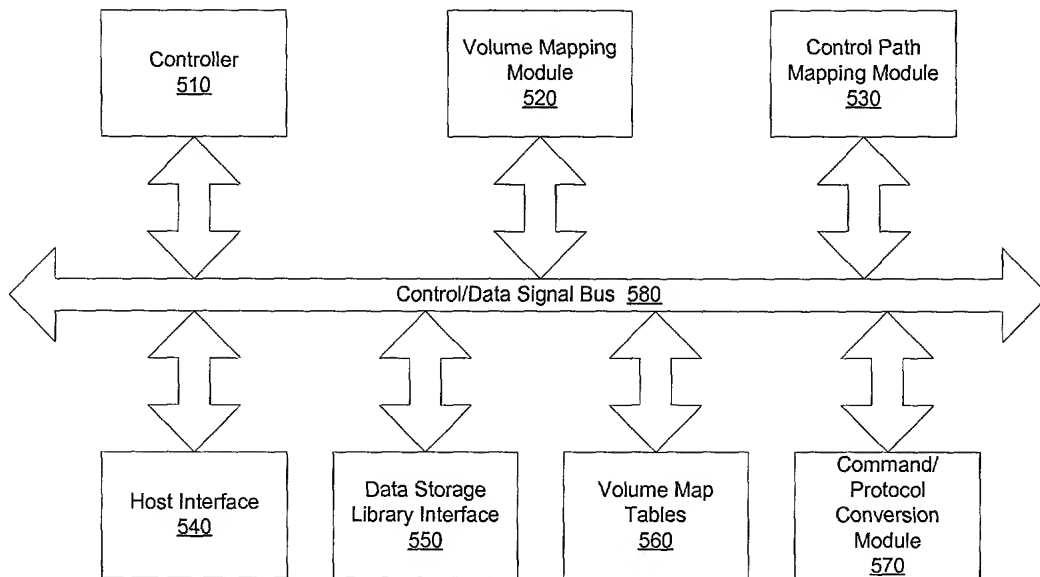 Controller
510
Volume Mapping
Module
520
Control Path
Mapping Module
530
Control/Data Signal Bus 580
Host Interface
540
Data Storage
Library Interface
550
Volume Map
Tables
560
Command/
Protocol
Conversion
Module
570